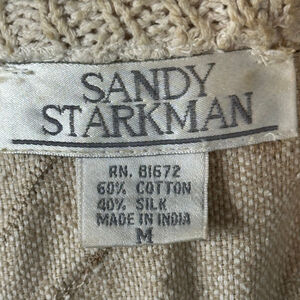 SANDY
STARKMAN
RN. 81672
60% COTTON
40% SILK
MADE IN INDIA
M